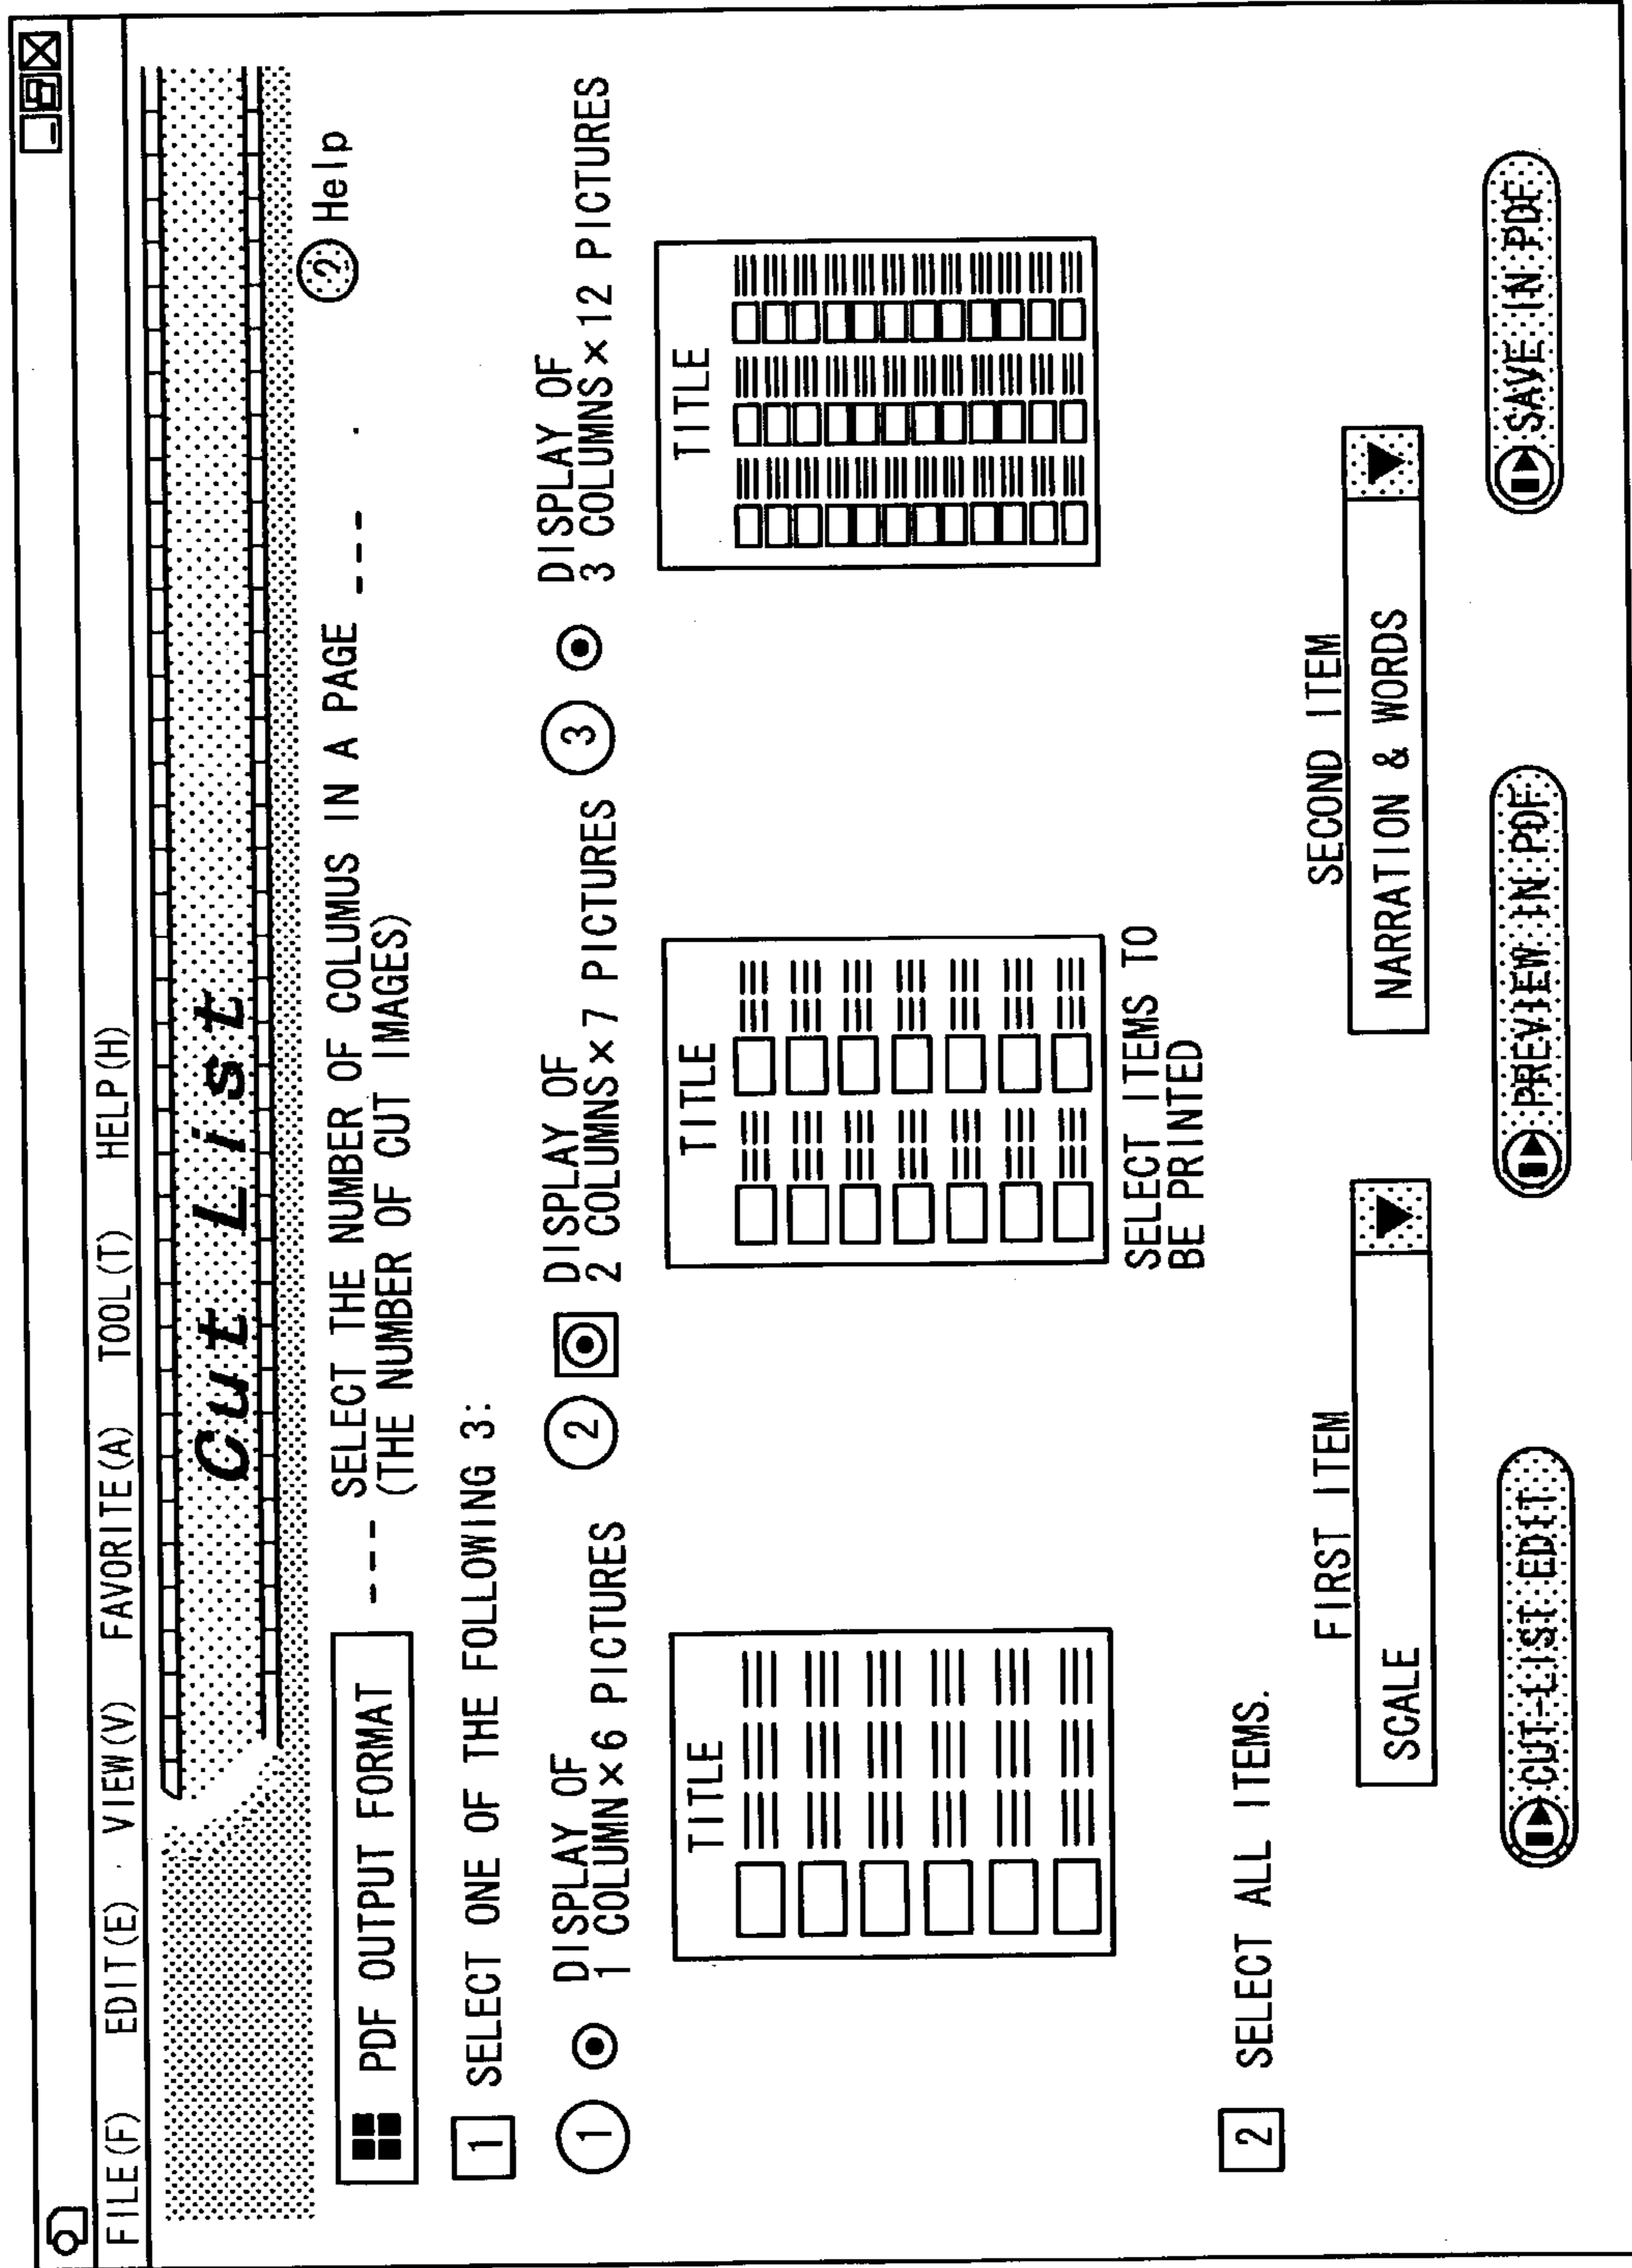 FILE(F) EDIT(E) VIEW(V) FAVORITE(A) TOOL(T) HELP(H)
Cut List
? Help
PDF OUTPUT FORMAT --- SELECT THE NUMBER OF COLUMUS IN A PAGE ---
(THE NUMBER OF CUT IMAGES)
1 SELECT ONE OF THE FOLLOWING 3:
1 DISPLAY OF
1 COLUMN×6 PICTURES
2 DISPLAY OF
2 COLUMNS×7 PICTURES
3 DISPLAY OF
3 COLUMNS×12 PICTURES
TITLE
TITLE
TITLE
SELECT ITEMS TO
BE PRINTED
2 SELECT ALL ITEMS.
FIRST ITEM
SCALE
SECOND ITEM
NARRATION & WORDS
CUT-LIST EDIT
PREVIEW IN PDF
SAVE IN PDF